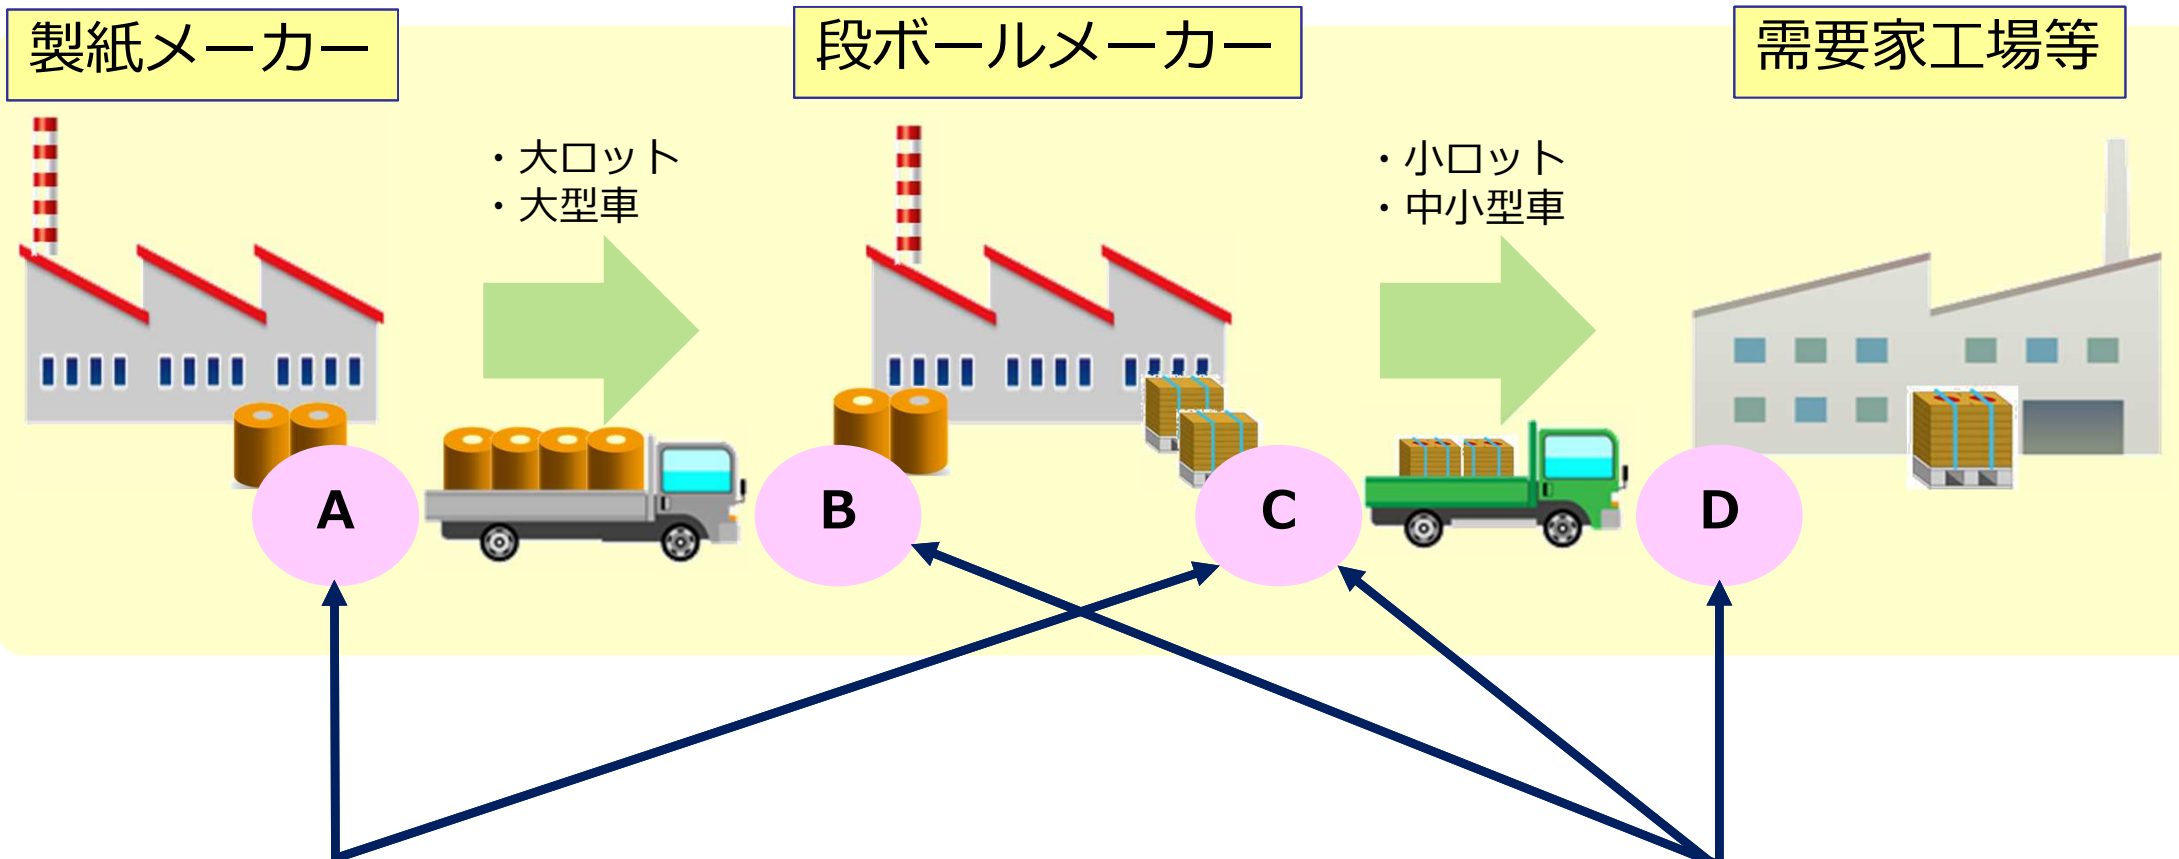 製紙メーカー
段ボールメーカー
需要家工場等
・大ロット
・大型車
・小ロット
・中小型車
A
B
C
D